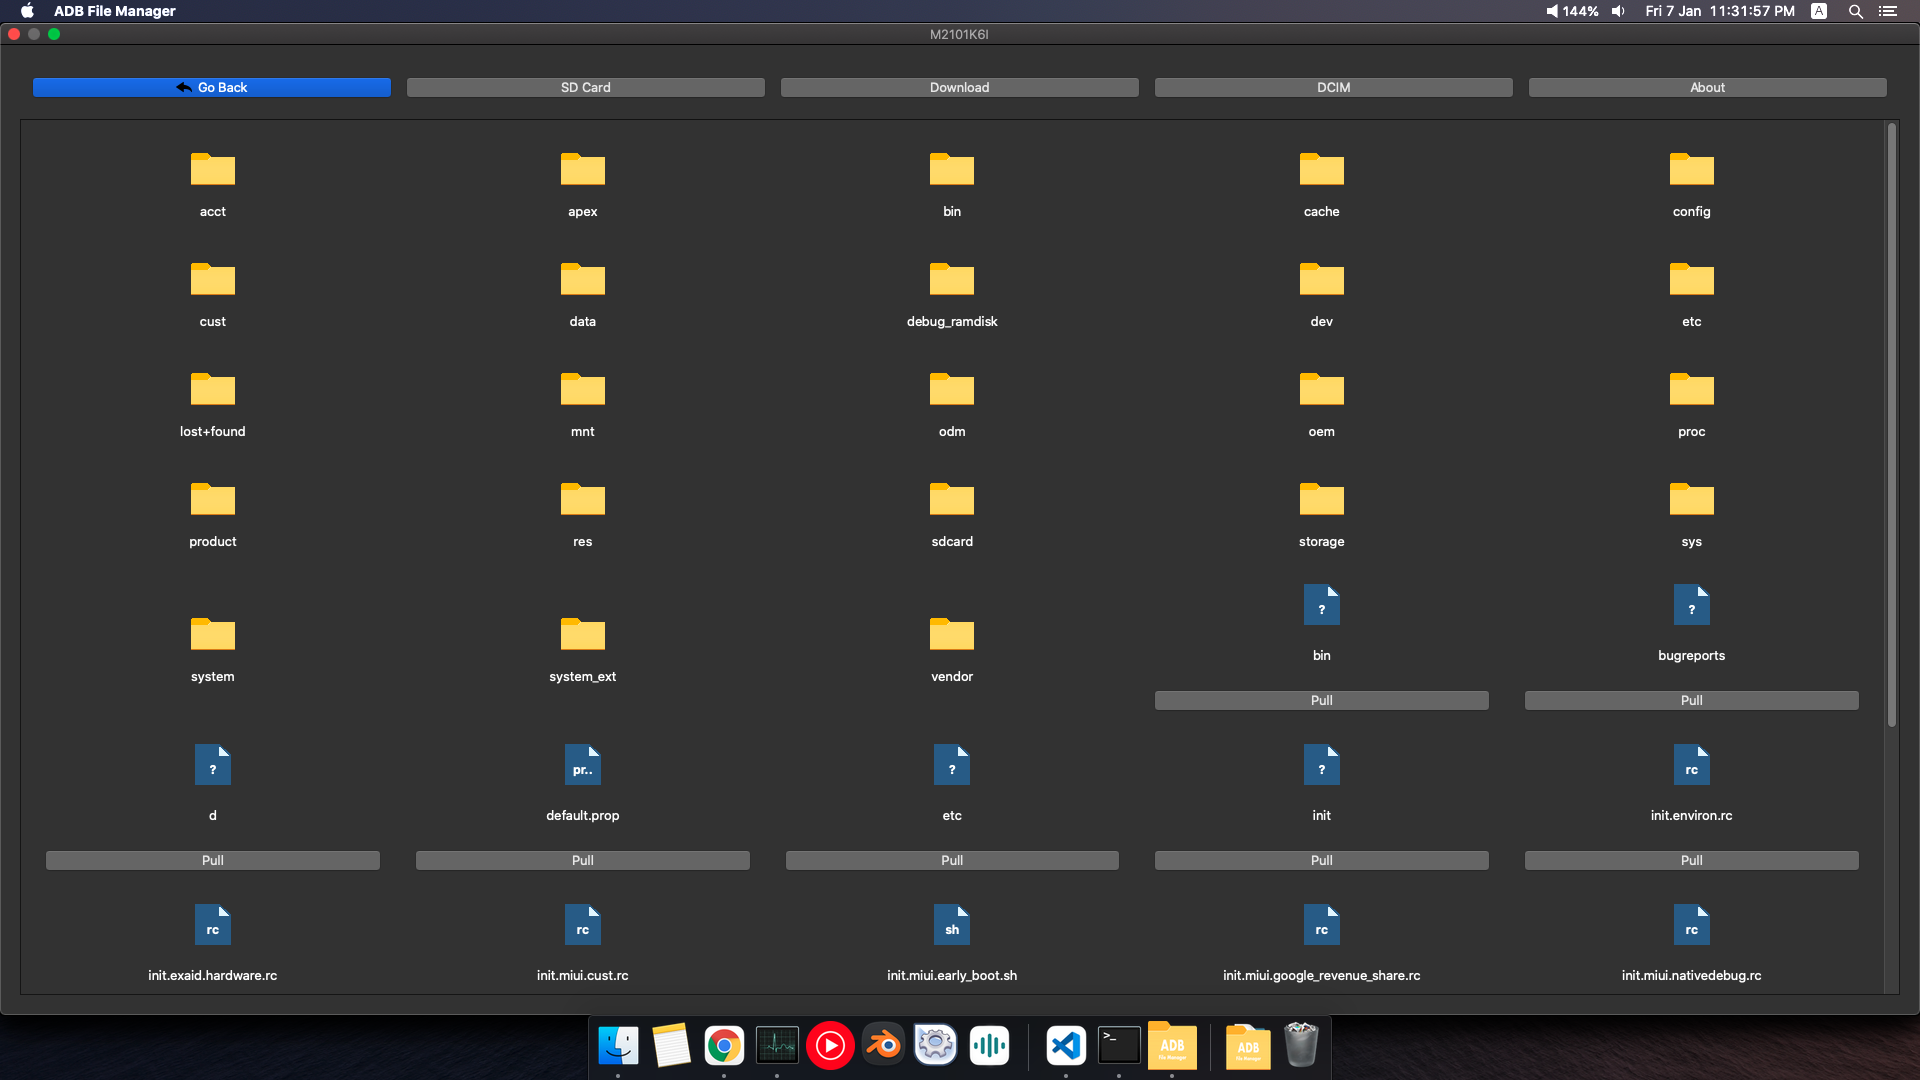 ADB File Manager 144% Fri 7 Jan 11:31:57 PM A
M2101K6I
Go Back SD Card Download DCIM About
acct apex bin cache config
cust data debug_ramdisk dev etc
lost+found mnt odm oem proc
product res sdcard storage sys
? ?
system system_ext vendor bin bugreports
Pull Pull
? pr.. ? ? rc
d default.prop etc init init.environ.rc
Pull Pull Pull Pull Pull
rc rc sh rc rc
init.exaid.hardware.rc init.miui.cust.rc init.miui.early_boot.sh init.miui.google_revenue_share.rc init.miui.nativedebug.rc
>_ ADB File Manager ADB File Manager